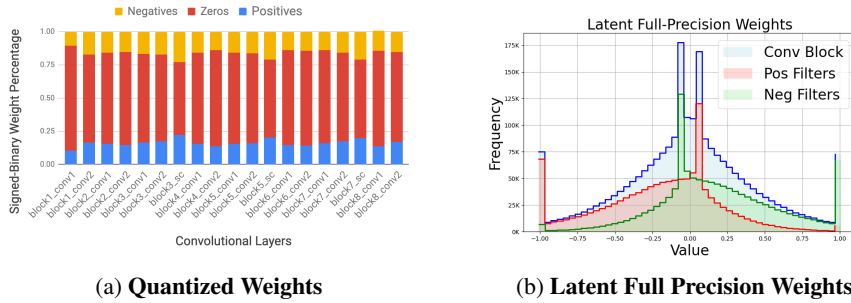 Negatives Zeros Positives
Signed-Binary Weight Percentage
1.00
0.75
0.50
0.25
0.00
block1_conv1
block1_conv2
block2_conv1
block2_conv2
block3_conv1
block3_conv2
block3_sc
block4_conv1
block4_conv2
block5_conv1
block5_conv2
block5_sc
block6_conv1
block6_conv2
block7_conv1
block7_conv2
block7_sc
block8_conv1
block8_conv2
Convolutional Layers
(a) Quantized Weights
Latent Full-Precision Weights
Conv Block
Pos Filters
Neg Filters
Frequency
175K
150K
125K
100K
75K
50K
25K
0K
−1.00 −0.75 −0.50 −0.25 0.00 0.25 0.50 0.75 1.00
Value
(b) Latent Full Precision Weights